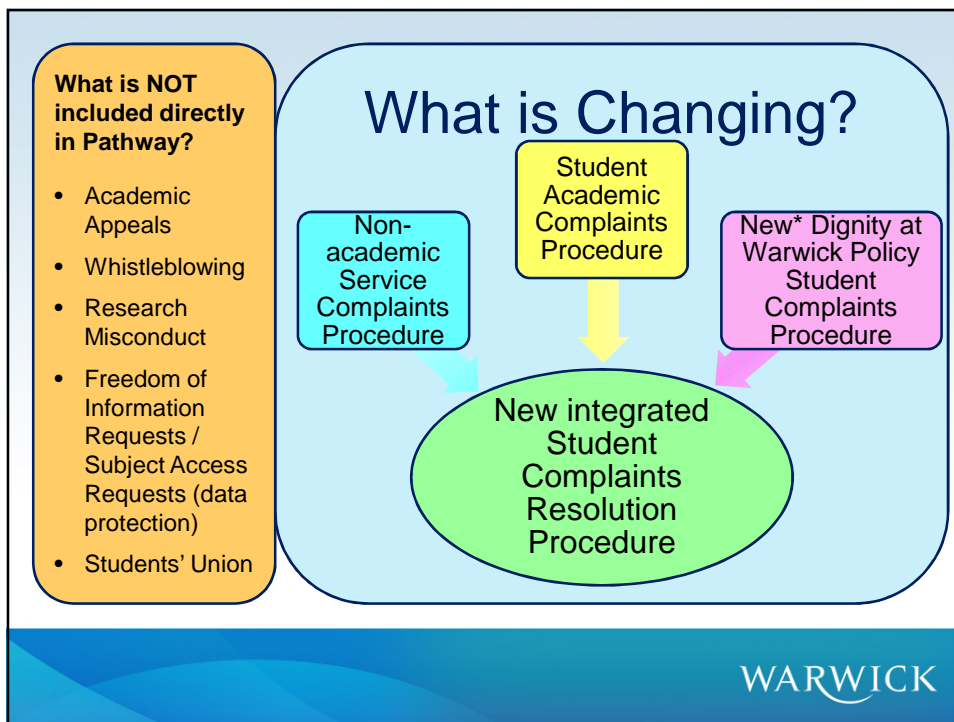 What is NOT
included directly
in Pathway?
• Academic
Appeals
• Whistleblowing
• Research
Misconduct
• Freedom of
Information
Requests /
Subject Access
Requests (data
protection)
• Students’ Union
What is Changing?
Non-
academic
Service
Complaints
Procedure
Student
Academic
Complaints
Procedure
New* Dignity at
Warwick Policy
Student
Complaints
Procedure
New integrated
Student
Complaints
Resolution
Procedure
WARWICK